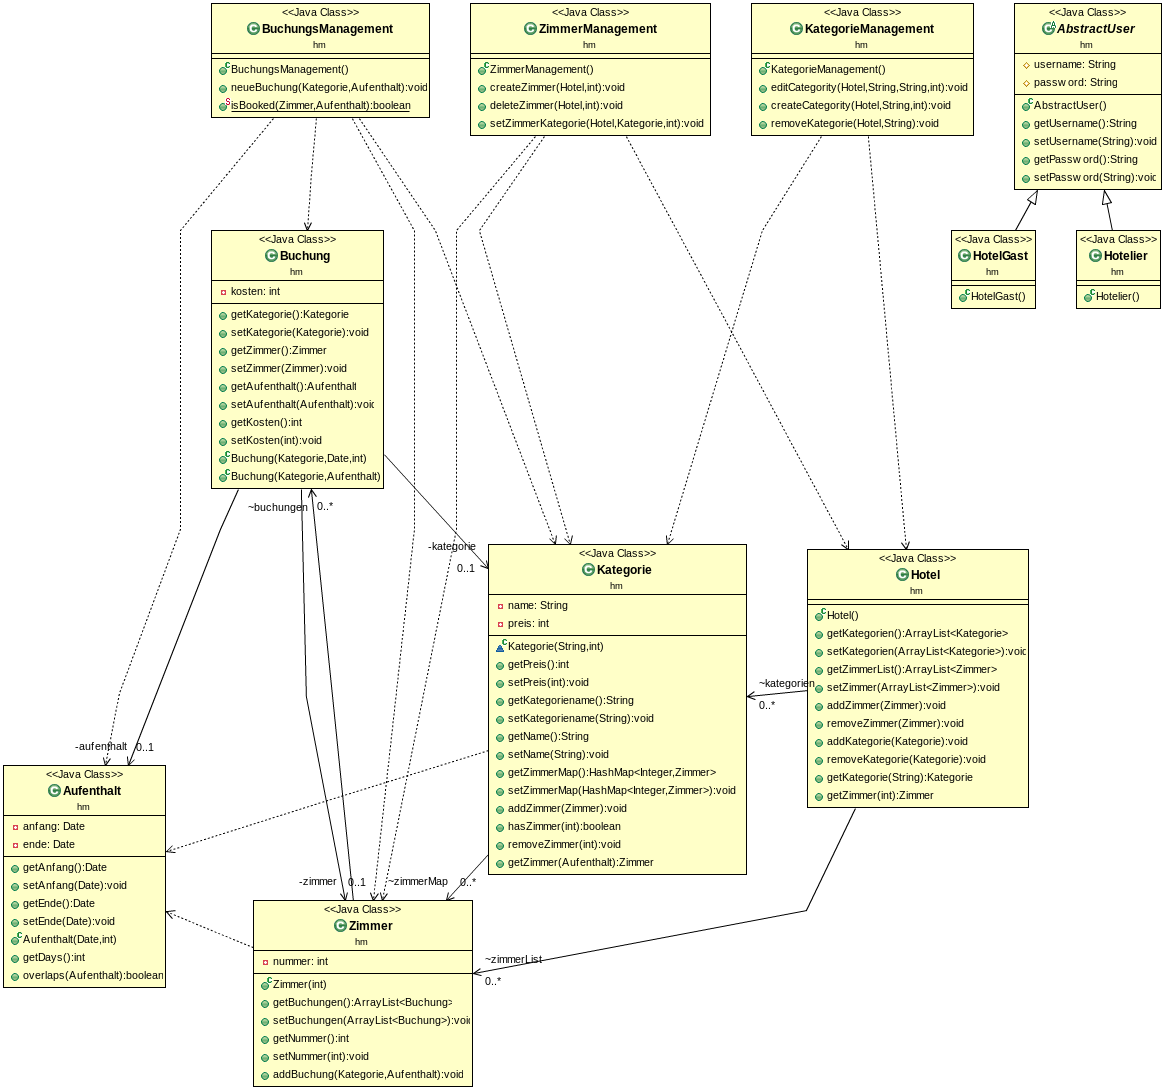 <<Java Class>>
BuchungsManagement
hm
BuchungsManagement()
neueBuchung(Kategorie,Aufenthalt):void
isBooked(Zimmer,Aufenthalt):boolean
<<Java Class>>
ZimmerManagement
hm
ZimmerManagement()
createZimmer(Hotel,int):void
deleteZimmer(Hotel,int):void
setZimmerKategorie(Hotel,Kategorie,int):void
<<Java Class>>
KategorieManagement
hm
KategorieManagement()
editCategority(Hotel,String,String,int):void
createCategority(Hotel,String,int):void
removeKategorie(Hotel,String):void
<<Java Class>>
AbstractUser
hm
username: String
password: String
AbstractUser()
getUsername():String
setUsername(String):void
getPassword():String
setPassword(String):voic
<<Java Class>>
HotelGast
hm
HotelGast()
<<Java Class>>
Hotelier
hm
Hotelier()
<<Java Class>>
Buchung
hm
kosten: int
getKategorie():Kategorie
setKategorie(Kategorie):void
getZimmer():Zimmer
setZimmer(Zimmer):void
getAufenthalt():Aufenthalt
setAufenthalt(Aufenthalt):voic
getKosten():int
setKosten(int):void
Buchung(Kategorie,Date,int)
Buchung(Kategorie,Aufenthalt)
~buchungen
0..*
-kategorie
0..1
<<Java Class>>
Kategorie
hm
name: String
preis: int
Kategorie(String,int)
getPreis():int
setPreis(int):void
getKategoriename():String
setKategoriename(String):void
getName():String
setName(String):void
getZimmerMap():HashMap<Integer,Zimmer>
setZimmerMap(HashMap<Integer,Zimmer>):void
addZimmer(Zimmer):void
hasZimmer(int):boolean
removeZimmer(int):void
getZimmer(Aufenthalt):Zimmer
<<Java Class>>
Hotel
hm
Hotel()
getKategorien():ArrayList<Kategorie>
setKategorien(ArrayList<Kategorie>):voic
getZimmerList():ArrayList<Zimmer>
setZimmer(ArrayList<Zimmer>):void
addZimmer(Zimmer):void
removeZimmer(Zimmer):void
addKategorie(Kategorie):void
removeKategorie(Kategorie):void
getKategorie(String):Kategorie
getZimmer(int):Zimmer
~kategorien
0..*
-aufenthalt
0..1
<<Java Class>>
Aufenthalt
hm
anfang: Date
ende: Date
getAnfang():Date
setAnfang(Date):void
getEnde():Date
setEnde(Date):void
Aufenthalt(Date,int)
getDays():int
overlaps(Aufenthalt):boolean
-zimmer
0..1
~zimmerMap
0..*
<<Java Class>>
Zimmer
hm
nummer: int
Zimmer(int)
getBuchungen():ArrayList<Buchung>
setBuchungen(ArrayList<Buchung>):voi
getNummer():int
setNummer(int):void
addBuchung(Kategorie,Aufenthalt):void
~zimmerList
0..*